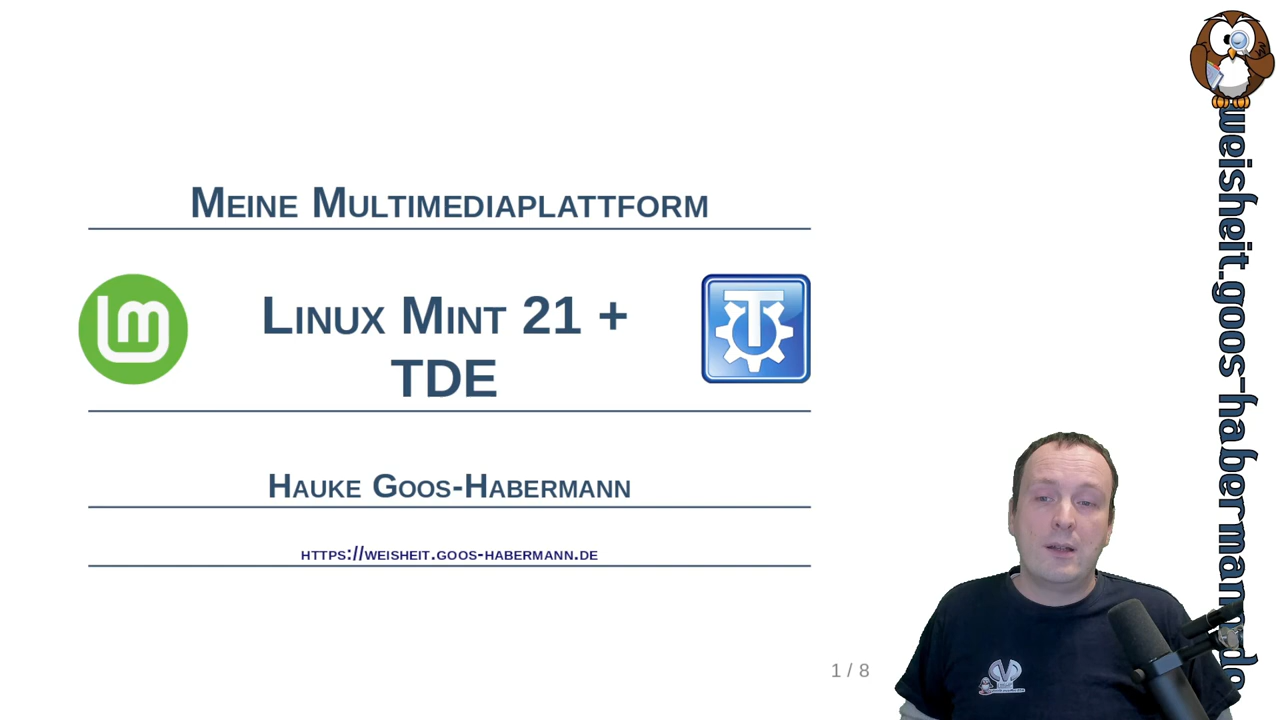 Meine Multimediaplattform
Linux Mint 21 +
TDE
Hauke Goos-Habermann
https://weisheit.goos-habermann.de
1 / 8
weisheit.goos-habermann.de